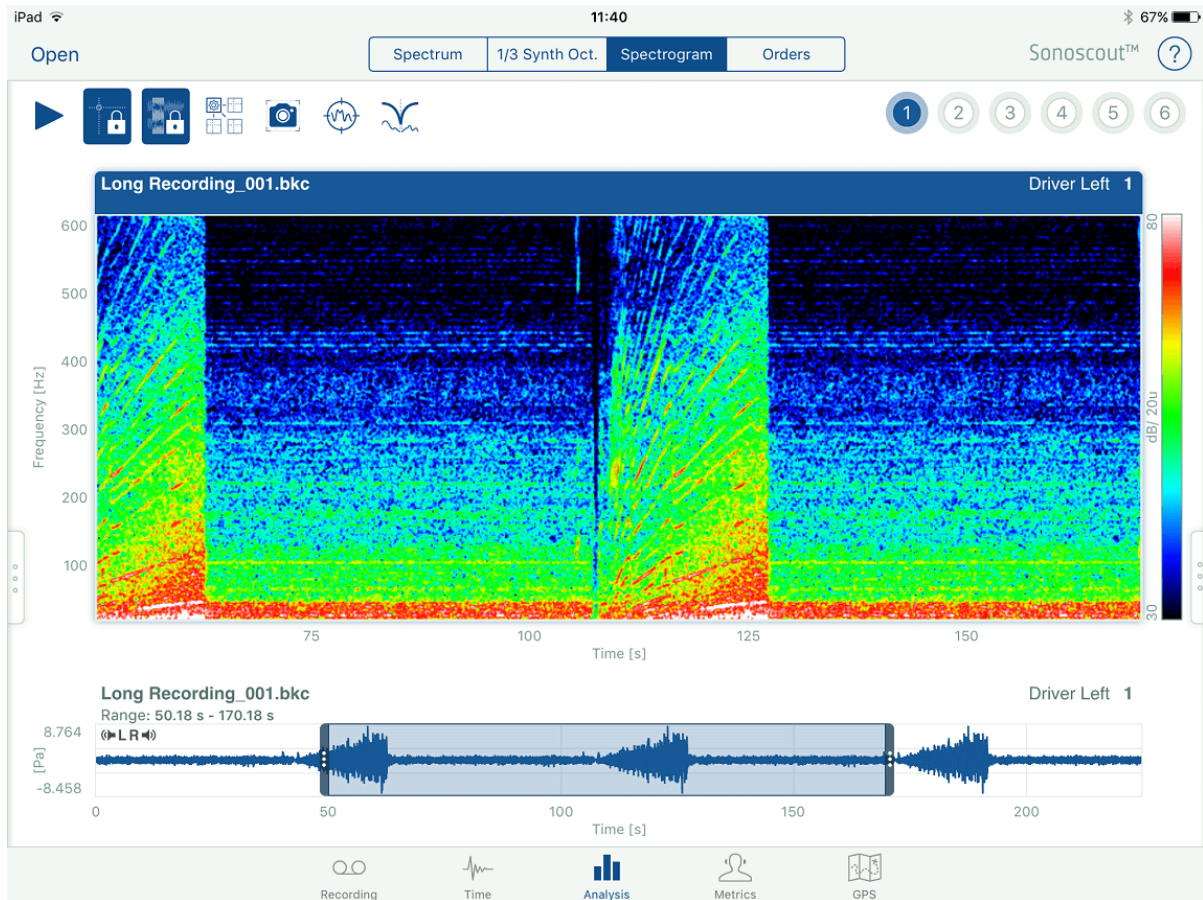 iPad 11:40 67%
Open Spectrum 1/3 Synth Oct. Spectrogram Orders Sonoscout™ ?
1 2 3 4 5 6
Long Recording_001.bkc Driver Left 1
600
500
400
300
200
100
Frequency [Hz]
80
dB/ 20u
30
75 100 125 150
Time [s]
Long Recording_001.bkc Driver Left 1
Range: 50.18 s - 170.18 s
L R
8.764
[Pa]
-8.458
0 50 100 150 200
Time [s]
Recording Time Analysis Metrics GPS